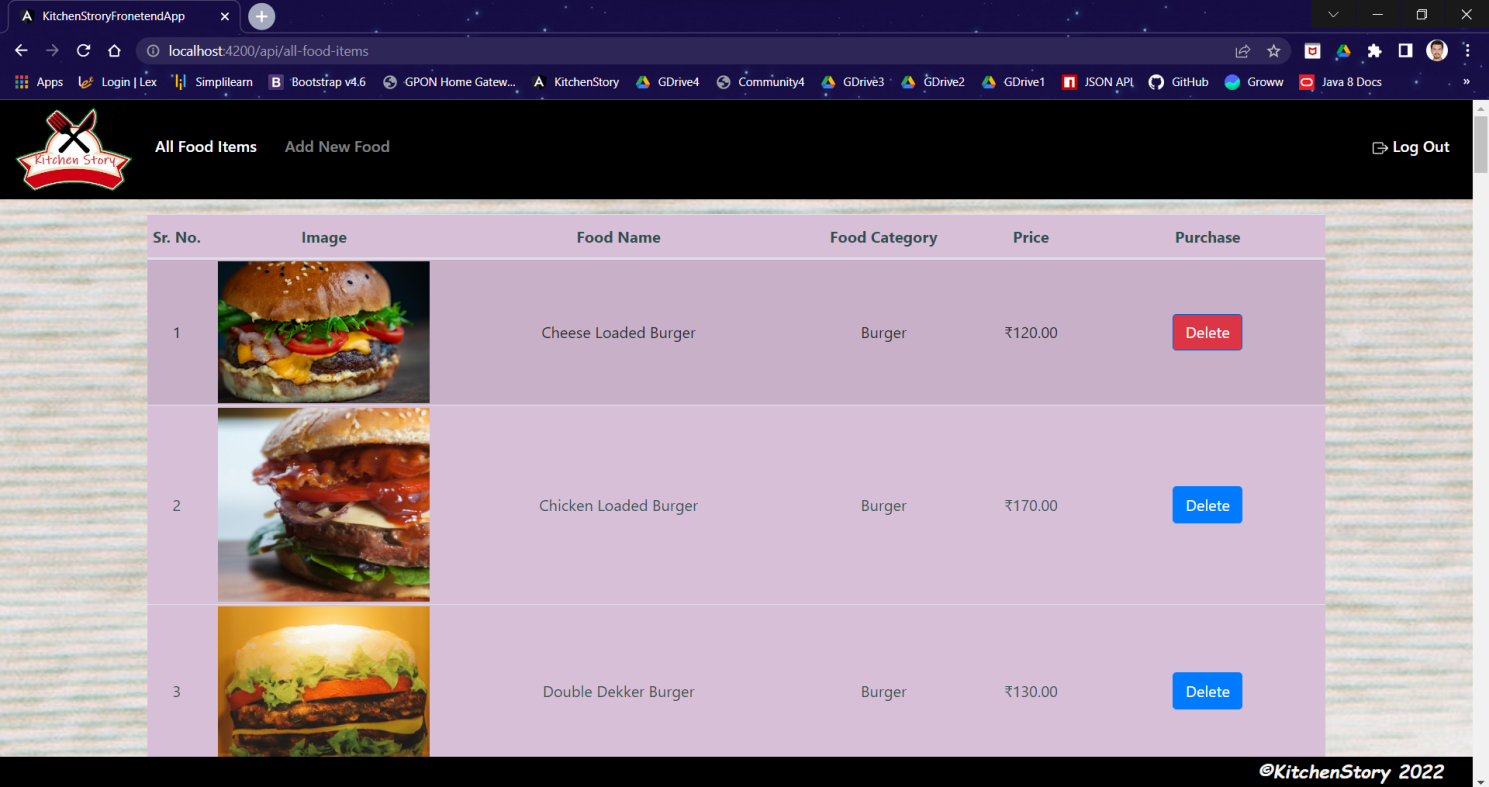 KitchenStroryFronetendApp
localhost:4200/api/all-food-items
Apps Login | Lex Simplilearn Bootstrap v4.6 GPON Home Gatew... KitchenStory GDrive4 Community4 GDrive3 GDrive2 GDrive1 JSON API GitHub Groww Java 8 Docs »
Kitchen Story All Food Items Add New Food Log Out
Sr. No. Image Food Name Food Category Price Purchase
1 Cheese Loaded Burger Burger ₹120.00 Delete
2 Chicken Loaded Burger Burger ₹170.00 Delete
3 Double Dekker Burger Burger ₹130.00 Delete
©KitchenStory 2022